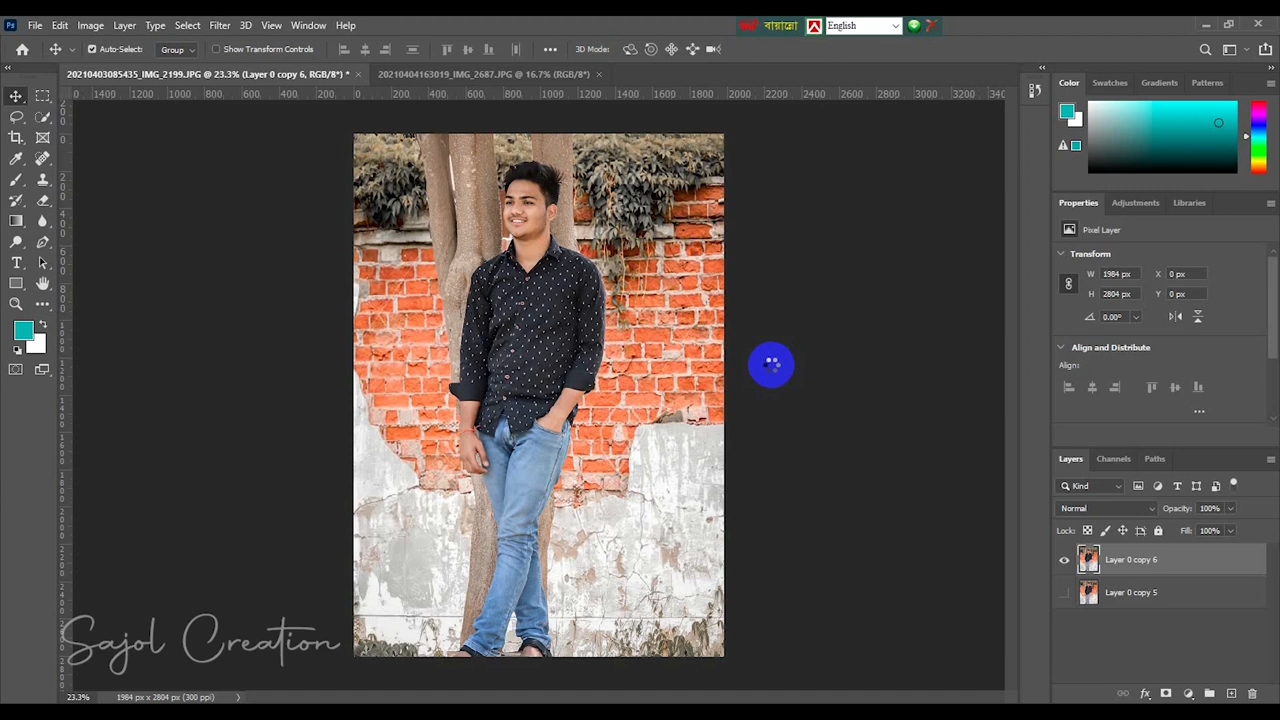 Ps File Edit Image Layer Type Select Filter 3D View Window Help
বায়ান্নো English
Auto-Select: Group Show Transform Controls 3D Mode:
20210403085435_IMG_2199.JPG @ 23.3% (Layer 0 copy 6, RGB/8*) * × 20210404163019_IMG_2687.JPG @ 16.7% (RGB/8*) ×
1400 1200 1000 800 600 400 200 0 200 400 600 800 1000 1200 1400 1600 1800 2000 2200 2400 2600 2800 3000 3200 3400
Color Swatches Gradients Patterns
Properties Adjustments Libraries
Pixel Layer
Transform
W 1984 px X 0 px
H 2804 px Y 0 px
0.00°
Align and Distribute
Align:
Layers Channels Paths
Kind
Normal Opacity: 100%
Lock: Fill: 100%
Layer 0 copy 6
Layer 0 copy 5
Sajol Creation
23.3% 1984 px x 2804 px (300 ppi)